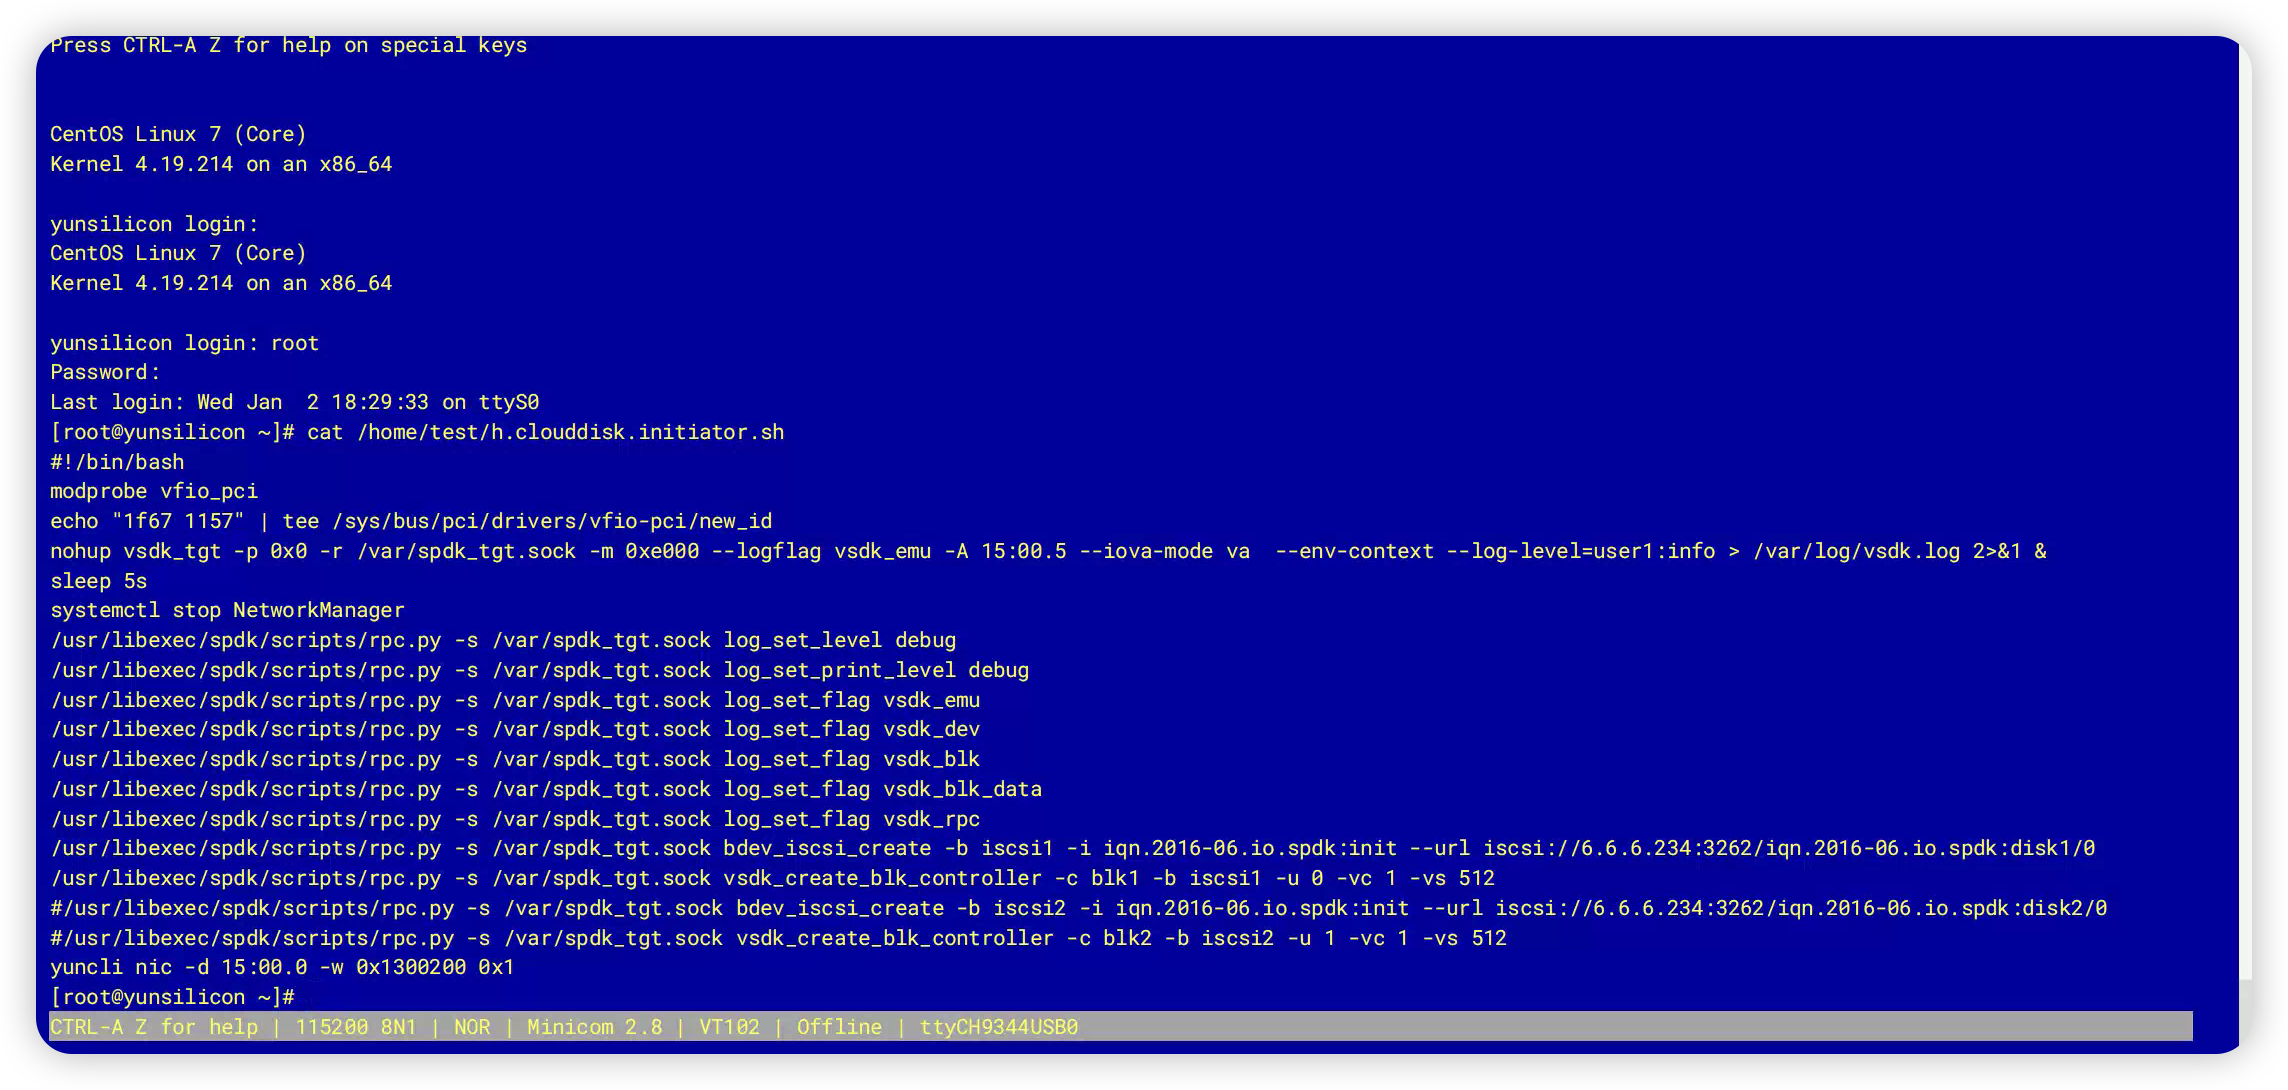 Press CTRL-A Z for help on special keys
CentOS Linux 7 (Core)
Kernel 4.19.214 on an x86_64
yunsilicon login:
CentOS Linux 7 (Core)
Kernel 4.19.214 on an x86_64
yunsilicon login: root
Password:
Last login: Wed Jan  2 18:29:33 on ttyS0
[root@yunsilicon ~]# cat /home/test/h.clouddisk.initiator.sh
#!/bin/bash
modprobe vfio_pci
echo "1f67 1157" | tee /sys/bus/pci/drivers/vfio-pci/new_id
nohup vsdk_tgt -p 0x0 -r /var/spdk_tgt.sock -m 0xe000 --logflag vsdk_emu -A 15:00.5 --iova-mode va  --env-context --log-level=user1:info > /var/log/vsdk.log 2>&1 &
sleep 5s
systemctl stop NetworkManager
/usr/libexec/spdk/scripts/rpc.py -s /var/spdk_tgt.sock log_set_level debug
/usr/libexec/spdk/scripts/rpc.py -s /var/spdk_tgt.sock log_set_print_level debug
/usr/libexec/spdk/scripts/rpc.py -s /var/spdk_tgt.sock log_set_flag vsdk_emu
/usr/libexec/spdk/scripts/rpc.py -s /var/spdk_tgt.sock log_set_flag vsdk_dev
/usr/libexec/spdk/scripts/rpc.py -s /var/spdk_tgt.sock log_set_flag vsdk_blk
/usr/libexec/spdk/scripts/rpc.py -s /var/spdk_tgt.sock log_set_flag vsdk_blk_data
/usr/libexec/spdk/scripts/rpc.py -s /var/spdk_tgt.sock log_set_flag vsdk_rpc
/usr/libexec/spdk/scripts/rpc.py -s /var/spdk_tgt.sock bdev_iscsi_create -b iscsi1 -i iqn.2016-06.io.spdk:init --url iscsi://6.6.6.234:3262/iqn.2016-06.io.spdk:disk1/0
/usr/libexec/spdk/scripts/rpc.py -s /var/spdk_tgt.sock vsdk_create_blk_controller -c blk1 -b iscsi1 -u 0 -vc 1 -vs 512
#/usr/libexec/spdk/scripts/rpc.py -s /var/spdk_tgt.sock bdev_iscsi_create -b iscsi2 -i iqn.2016-06.io.spdk:init --url iscsi://6.6.6.234:3262/iqn.2016-06.io.spdk:disk2/0
#/usr/libexec/spdk/scripts/rpc.py -s /var/spdk_tgt.sock vsdk_create_blk_controller -c blk2 -b iscsi2 -u 1 -vc 1 -vs 512
yuncli nic -d 15:00.0 -w 0x1300200 0x1
[root@yunsilicon ~]#
CTRL-A Z for help | 115200 8N1 | NOR | Minicom 2.8 | VT102 | Offline | ttyCH9344USB0